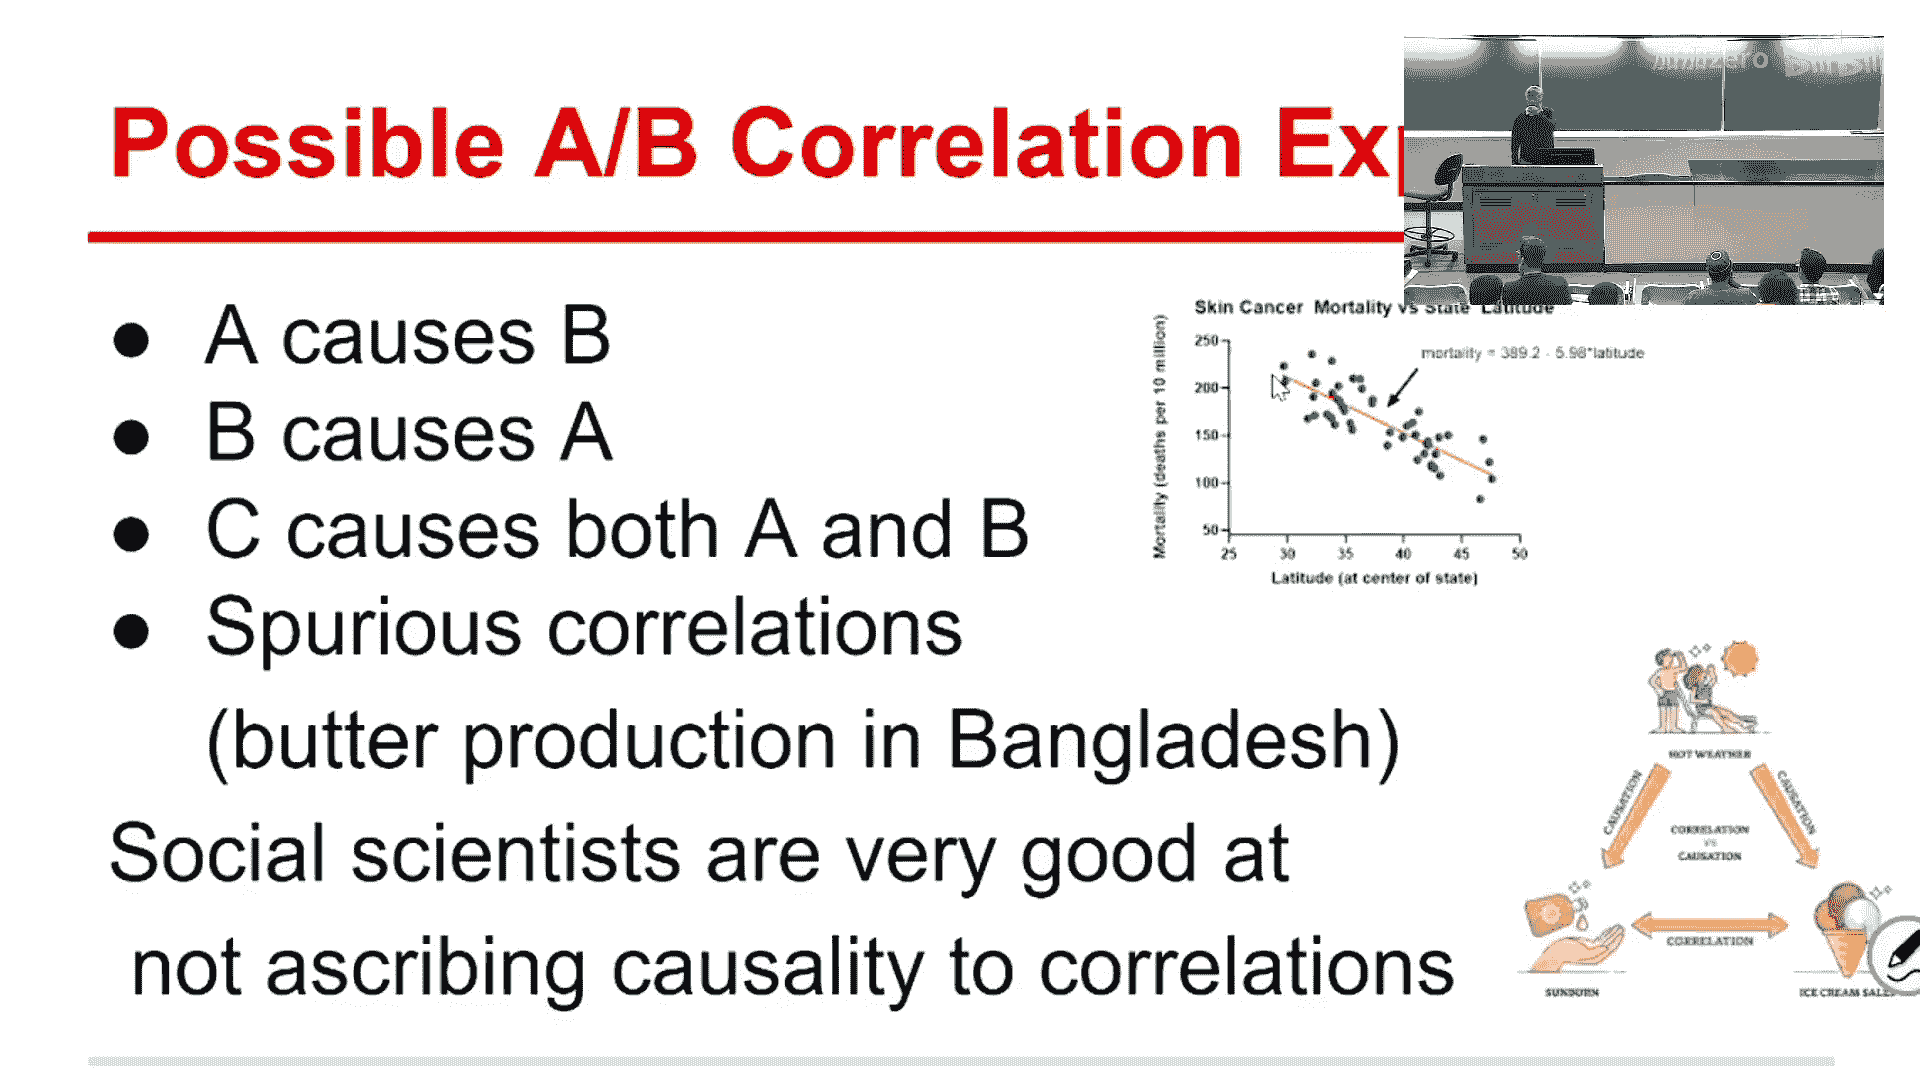 Possible A/B Correlation Exp
● A causes B
● B causes A
● C causes both A and B
● Spurious correlations
(butter production in Bangladesh)
Social scientists are very good at
not ascribing causality to correlations
Skin Cancer Mortality vs State Latitude
mortality = 389.2 - 5.98*latitude
Mortality (deaths per 10 million)
250
200
150
100
50
25 30 35 40 45 50
Latitude (at center of state)
HOT WEATHER
CAUSATION
CAUSATION
CORRELATION
VS
CAUSATION
CORRELATION
SUNBURN
ICE CREAM SALES